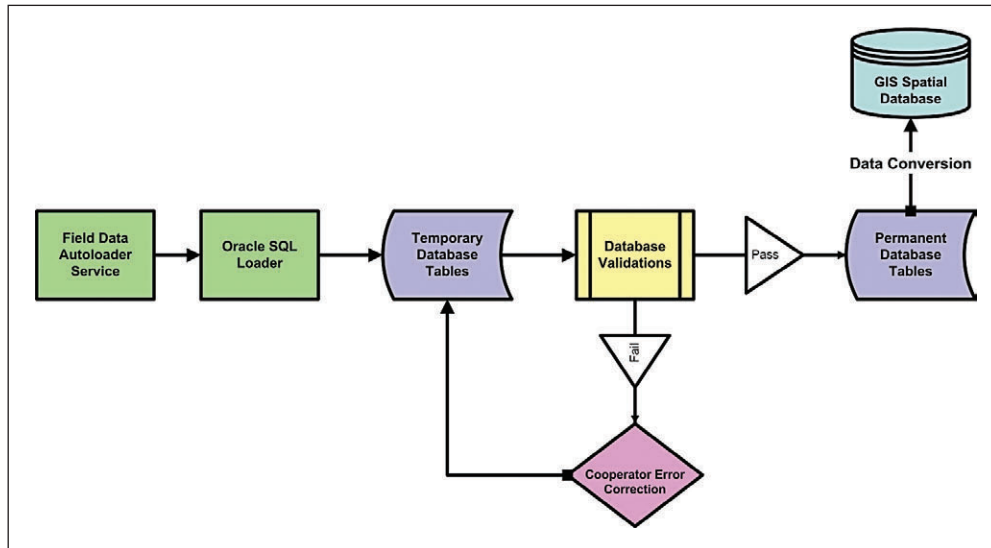 GIS Spatial
Database
Data Conversion
Field Data
Autoloader
Service
Oracle SQL
Loader
Temporary
Database
Tables
Database
Validations
Pass
Permanent
Database
Tables
Fail
Cooperator Error
Correction